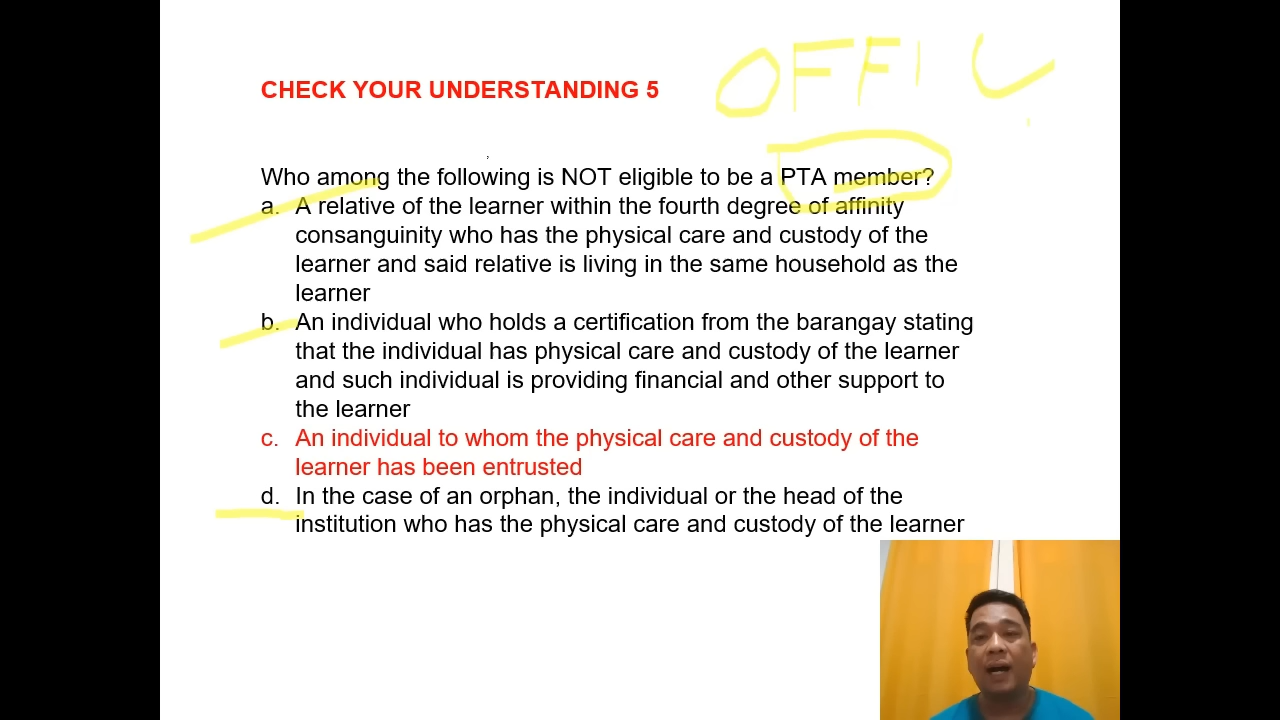 OFFIC
CHECK YOUR UNDERSTANDING 5
Who among the following is NOT eligible to be a PTA member?
a. A relative of the learner within the fourth degree of affinity
consanguinity who has the physical care and custody of the
learner and said relative is living in the same household as the
learner
b. An individual who holds a certification from the barangay stating
that the individual has physical care and custody of the learner
and such individual is providing financial and other support to
the learner
c. An individual to whom the physical care and custody of the
learner has been entrusted
d. In the case of an orphan, the individual or the head of the
institution who has the physical care and custody of the learner